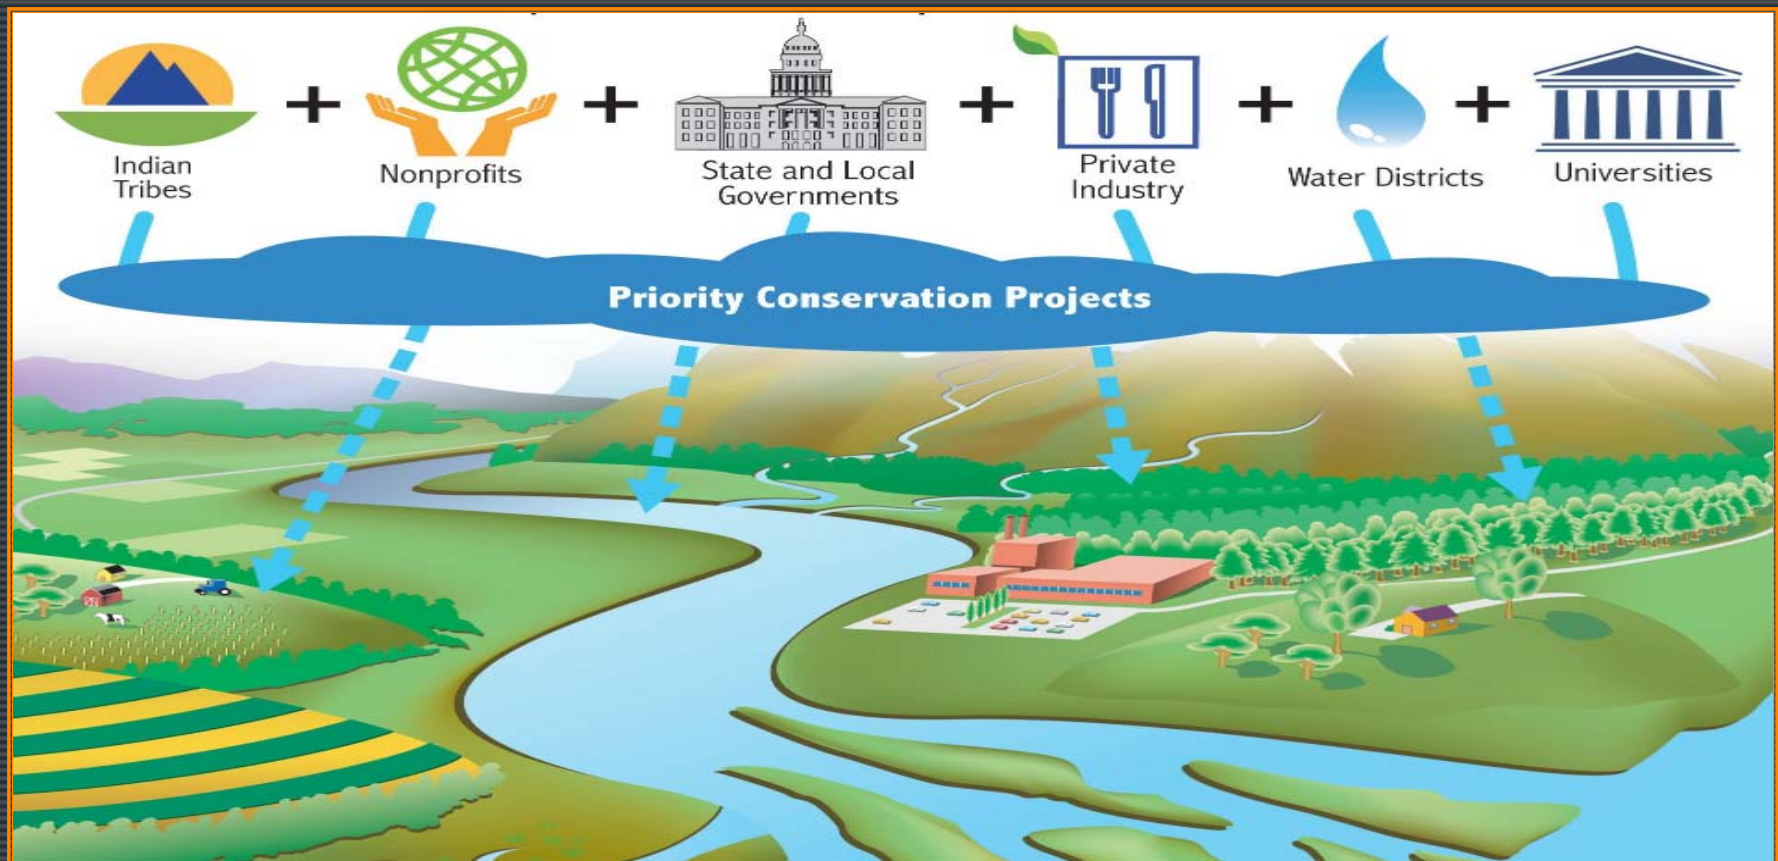 Indian
Tribes
+
Nonprofits
+
State and Local
Governments
+
Private
Industry
+
Water Districts
+
Universities
Priority Conservation Projects